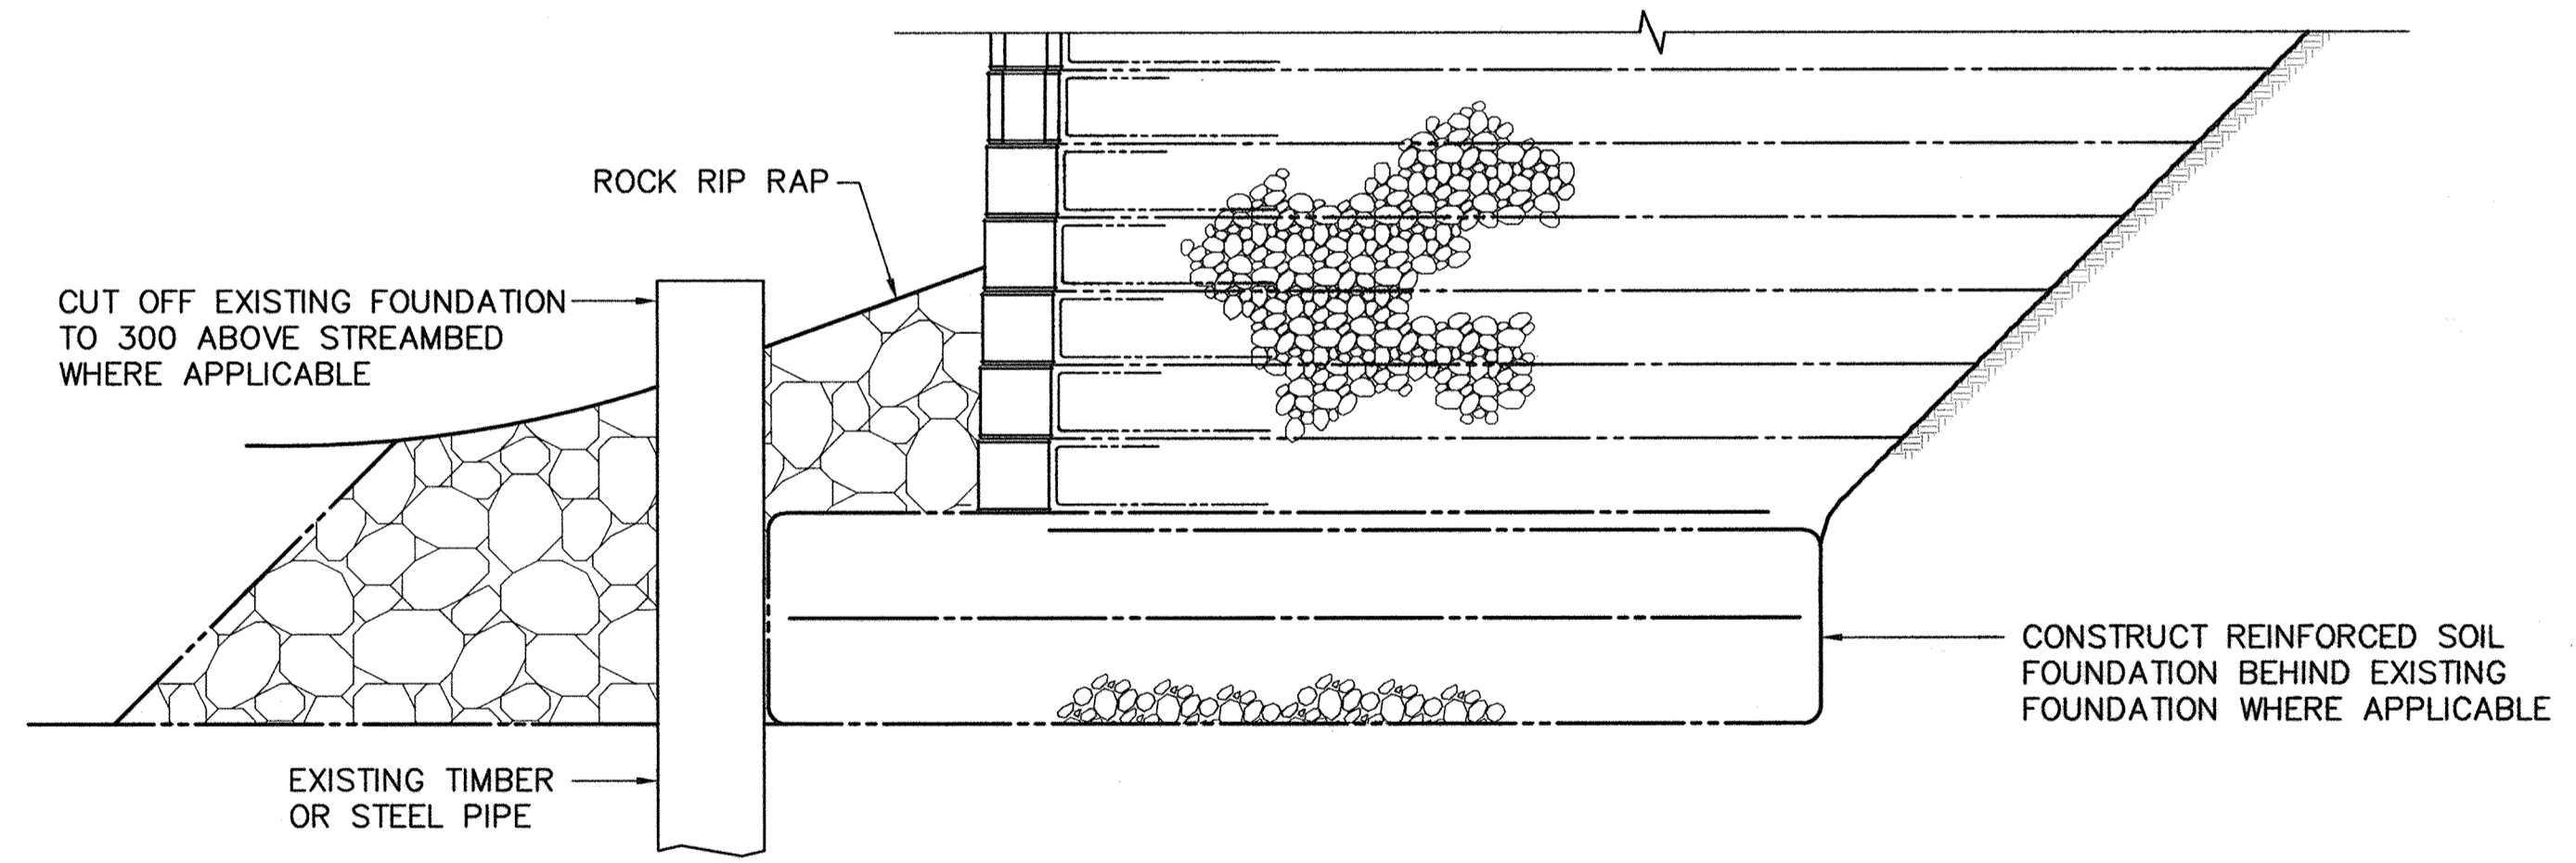 ROCK RIP RAP
CUT OFF EXISTING FOUNDATION
TO 300 ABOVE STREAMBED
WHERE APPLICABLE
CONSTRUCT REINFORCED SOIL
FOUNDATION BEHIND EXISTING
FOUNDATION WHERE APPLICABLE
EXISTING TIMBER
OR STEEL PIPE